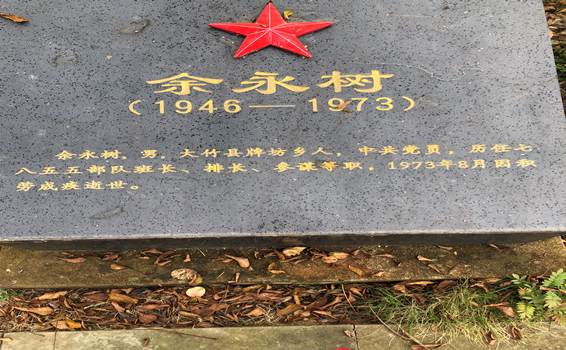 余永树
(1946—1973)
余永树，男，大竹县牌坊乡人，中共党员，历任七
八五五部队班长、排长、参谋等职。1973年8月因积
劳成疾逝世。